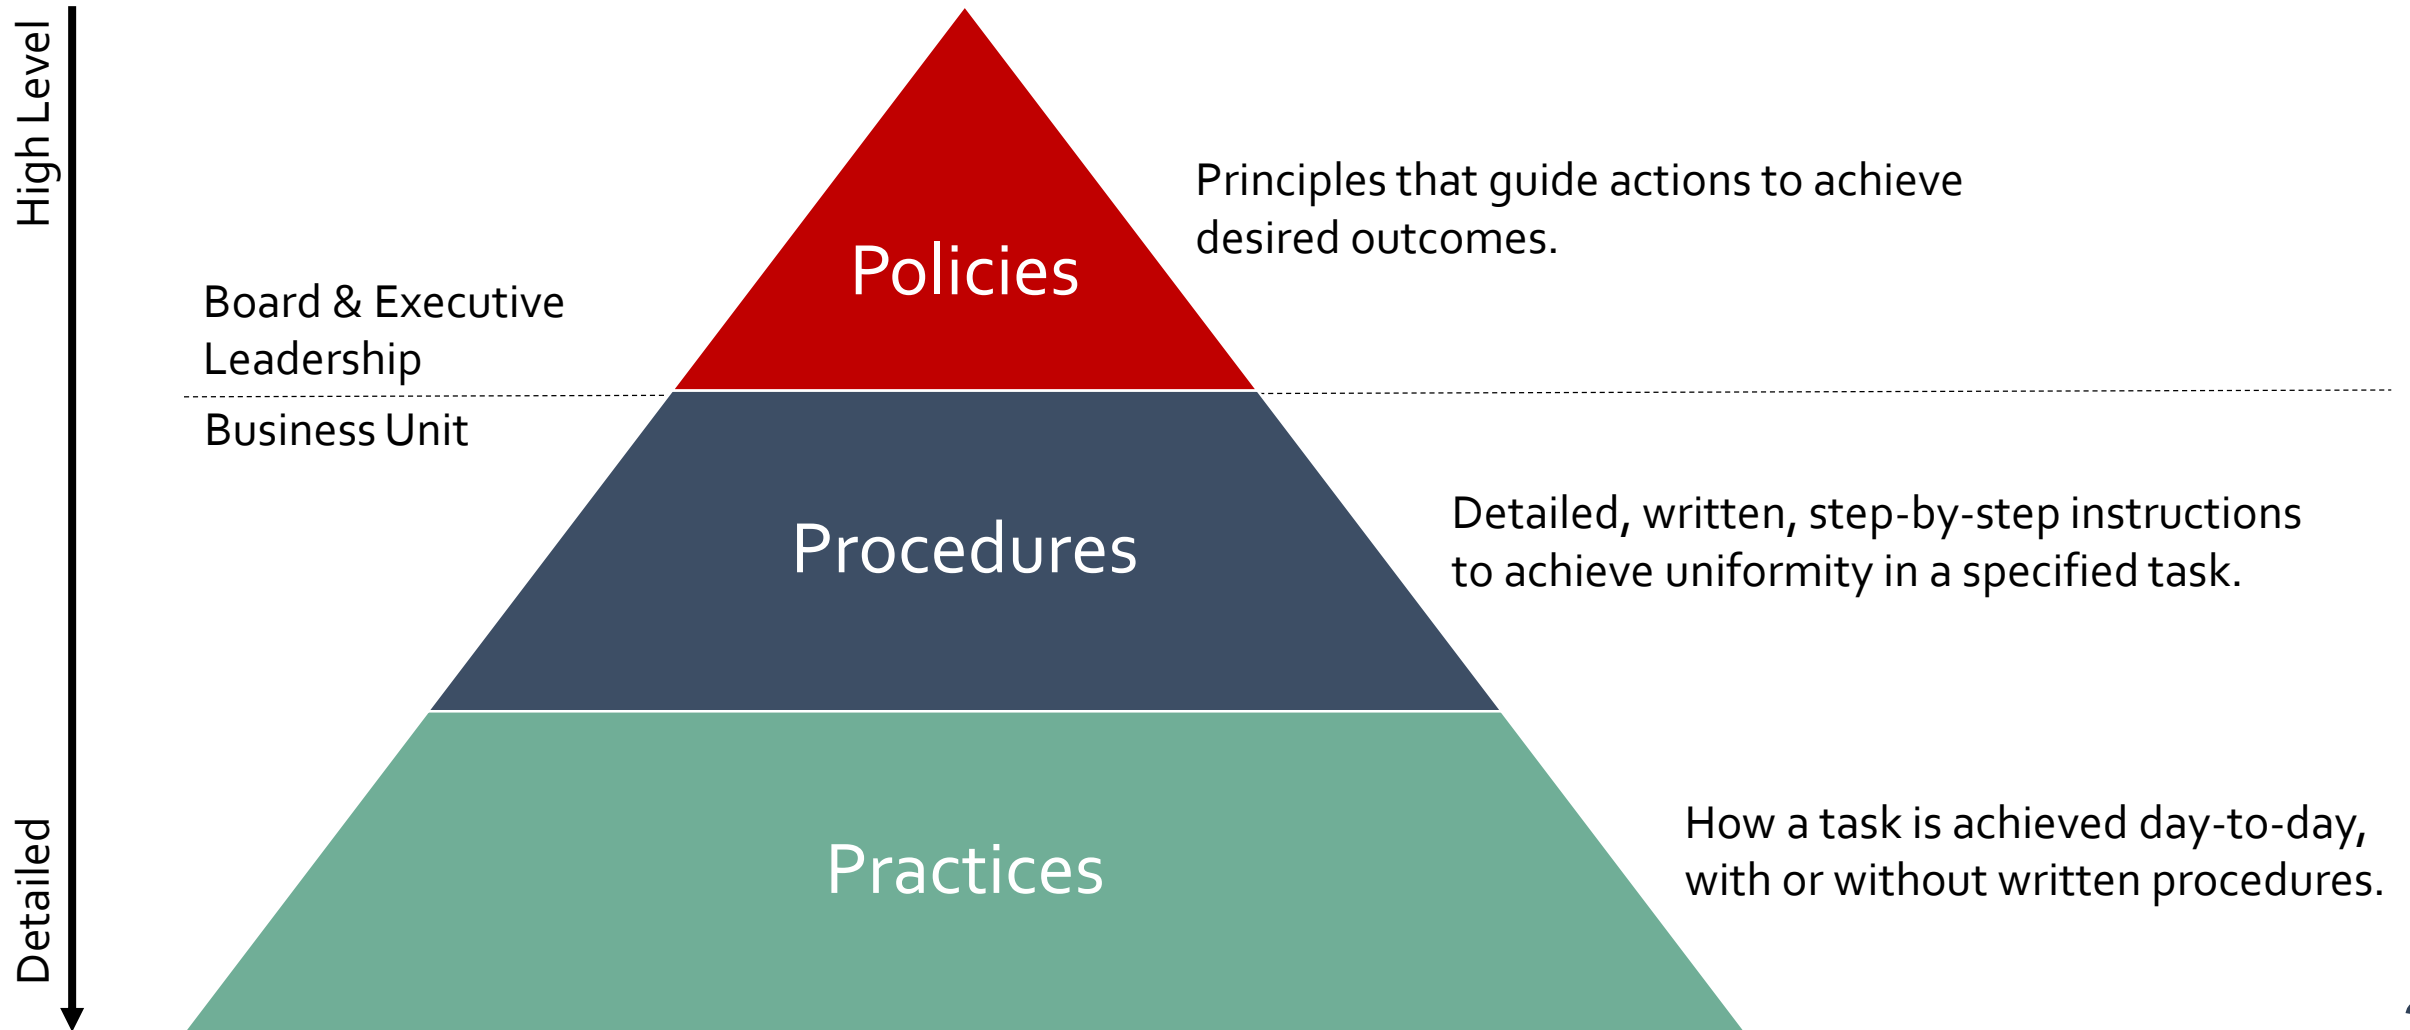 High Level
Principles that guide actions to achieve
desired outcomes.
Policies
Board & Executive
Leadership
Business Unit
Detailed, written, step-by-step instructions
to achieve uniformity in a specified task.
Procedures
How a task is achieved day-to-day,
with or without written procedures.
Practices
Detailed